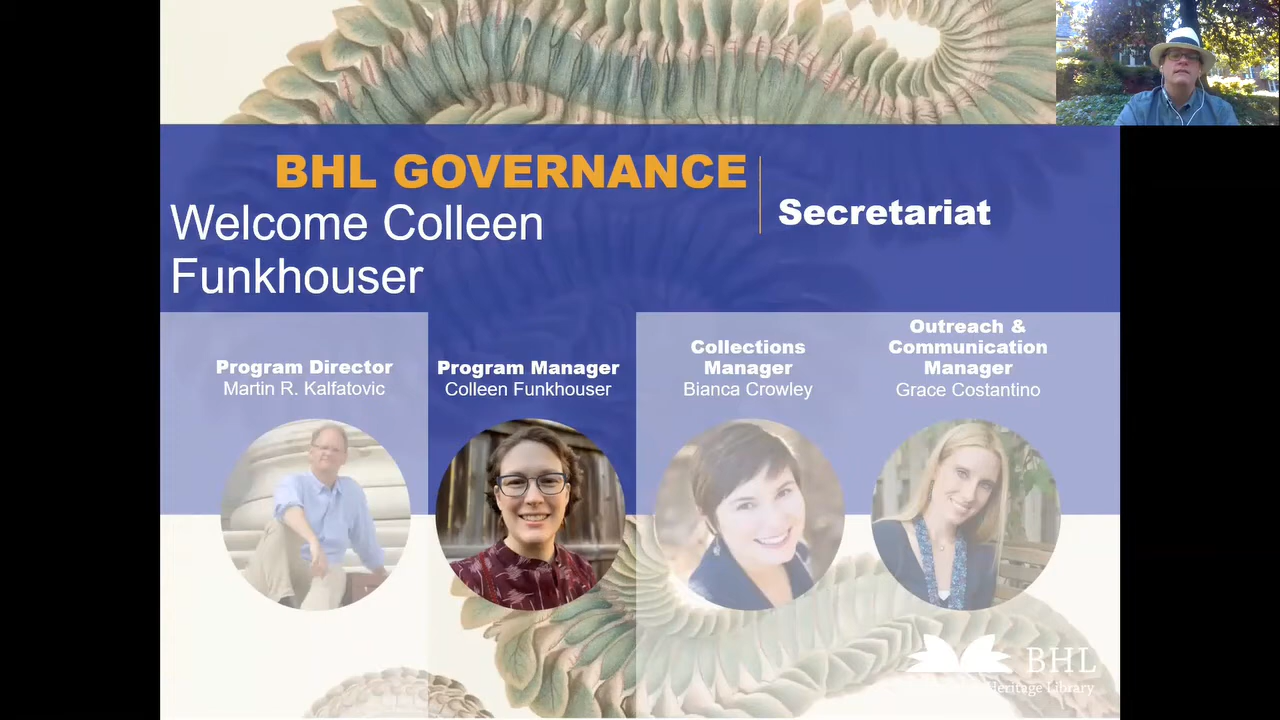 BHL GOVERNANCE
Secretariat
Welcome Colleen
Funkhouser
Program Director
Martin R. Kalfatovic
Program Manager
Colleen Funkhouser
Collections
Manager
Bianca Crowley
Outreach &
Communication
Manager
Grace Costantino
BHL
Heritage Library